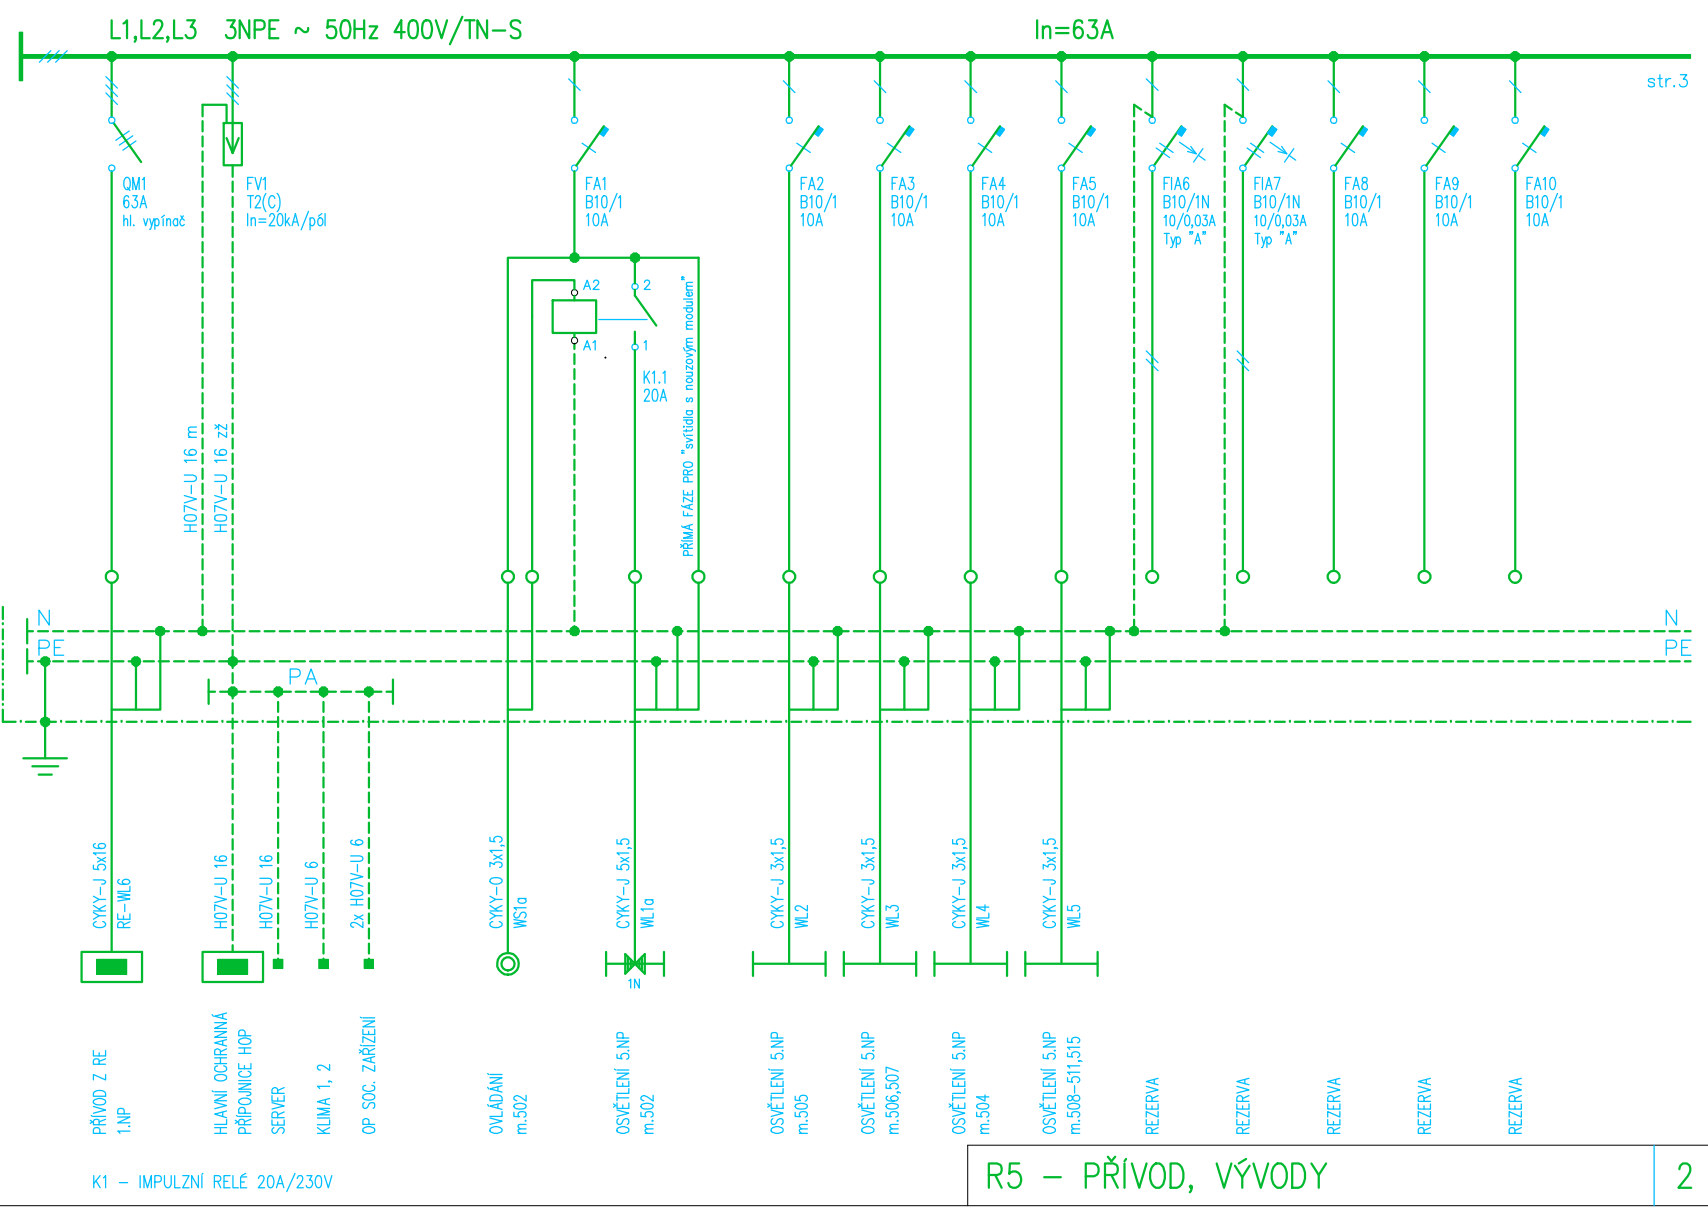 L1,L2,L3 3NPE ~ 50Hz 400V/TN-S
In=63A
str.3
QM1
63A
hl. vypínač
FV1
T2(C)
In=20kA/pól
FA1
B10/1
10A
FA2
B10/1
10A
FA3
B10/1
10A
FA4
B10/1
10A
FA5
B10/1
10A
FIA6
B10/1N
10/0,03A
Typ "A"
FIA7
B10/1N
10/0,03A
Typ "A"
FA8
B10/1
10A
FA9
B10/1
10A
FA10
B10/1
10A
A2
2
A1
1
K1.1
20A
PŘÍMÁ FÁZE PRO "svítidla s nouzovým modulem"
H07V-U 16 m
H07V-U 16 zž
N
PE
PA
N
PE
CYKY-J 5x16
RE-WL6
H07V-U 16
H07V-U 16
H07V-U 6
2x H07V-U 6
CYKY-O 3x1,5
WS1a
CYKY-J 5x1,5
WL1a
CYKY-J 3x1,5
WL2
CYKY-J 3x1,5
WL3
CYKY-J 3x1,5
WL4
CYKY-J 3x1,5
WL5
1N
PŘÍVOD Z RE
1.NP
HLAVNÍ OCHRANNÁ
PŘÍPOJNICE HOP
SERVER
KLIMA 1, 2
OP SOC. ZAŘÍZENÍ
OVLÁDÁNÍ
m.502
OSVĚTLENÍ 5.NP
m.502
OSVĚTLENÍ 5.NP
m.505
OSVĚTLENÍ 5.NP
m.506,507
OSVĚTLENÍ 5.NP
m.504
OSVĚTLENÍ 5.NP
m.508-511,515
REZERVA
REZERVA
REZERVA
REZERVA
REZERVA
K1 - IMPULZNÍ RELÉ 20A/230V
R5 - PŘÍVOD, VÝVODY
2